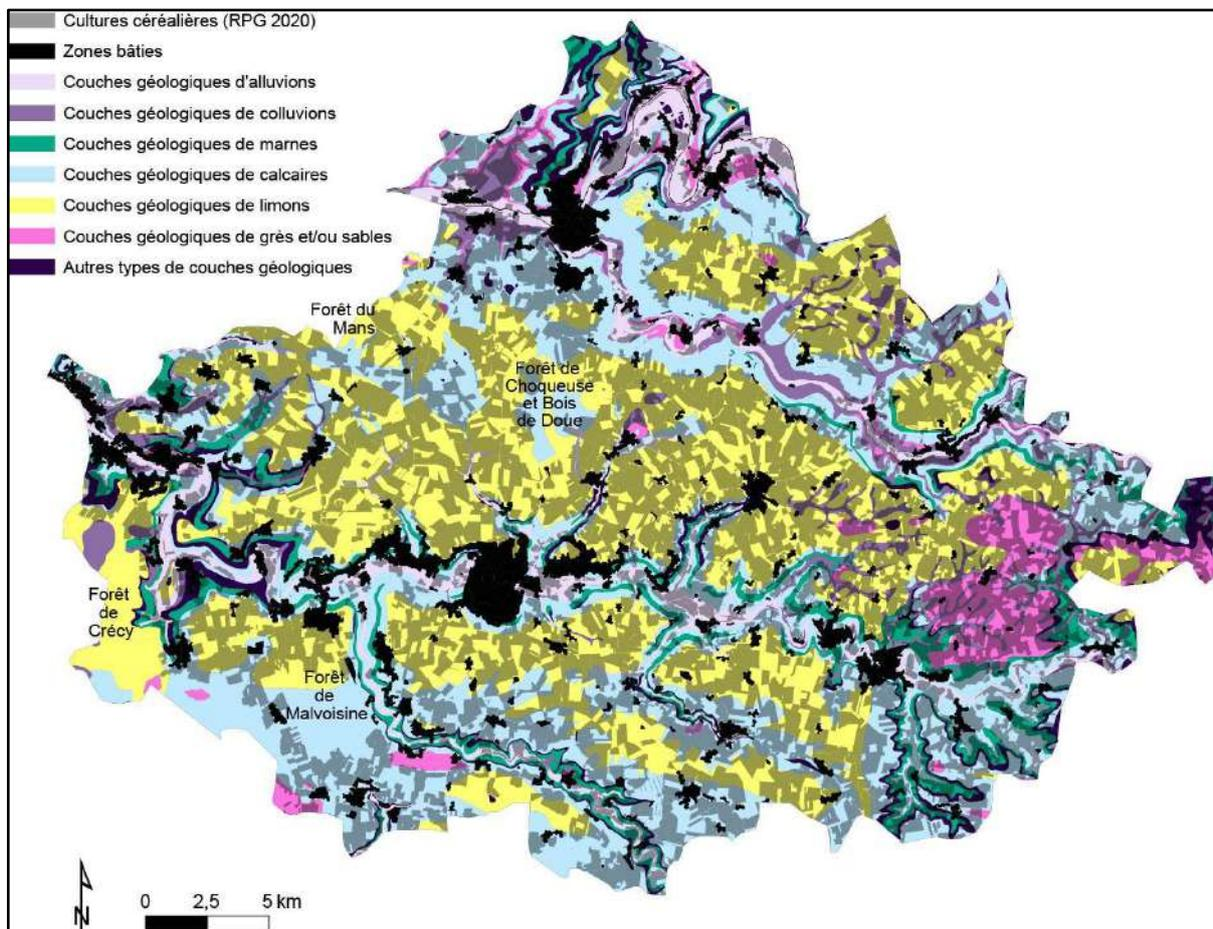 Cultures céréalières (RPG 2020)
Zones bâties
Couches géologiques d'alluvions
Couches géologiques de colluvions
Couches géologiques de marnes
Couches géologiques de calcaires
Couches géologiques de limons
Couches géologiques de grès et/ou sables
Autres types de couches géologiques
Forêt du
Mans
Forêt de
Choqueuse
et Bois
de Doue
Forêt
de
Crécy
Forêt
de
Malvoisine
N
0 2,5 5 km